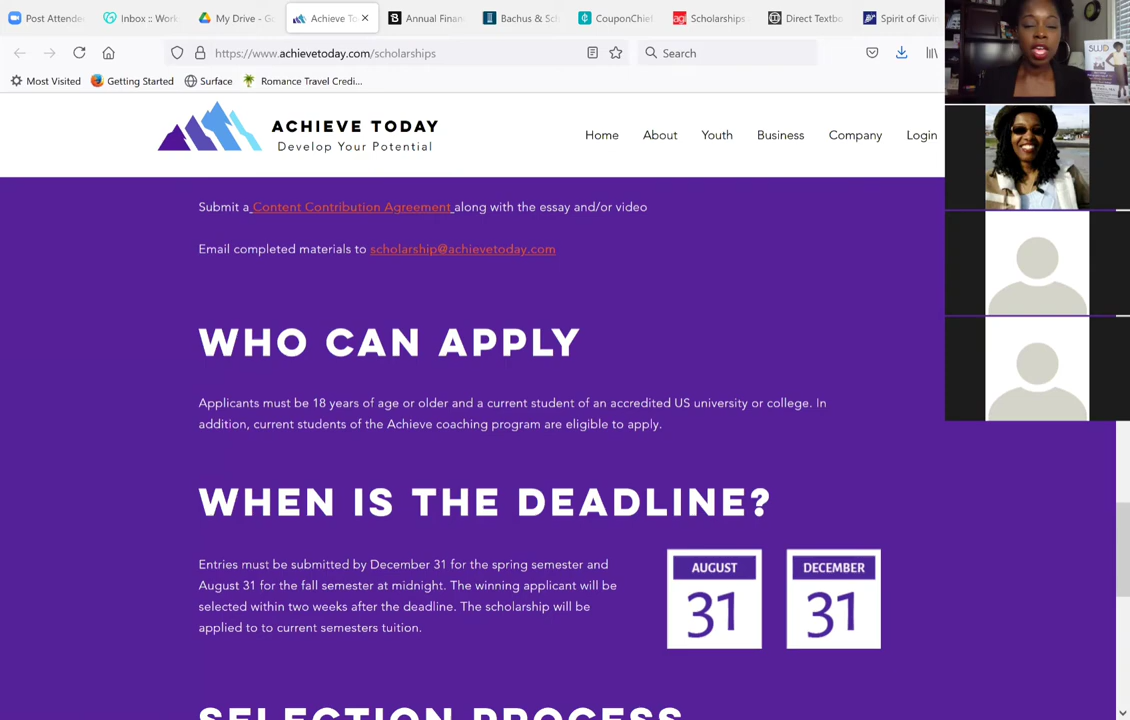 Post Attende
Inbox :: Work
My Drive - Go
Achieve To
Annual Finan
Bachus & Sc
CouponChief
Scholarships
Direct Textbo
Spirit of Givin
https://www.achievetoday.com/scholarships
Search
Most Visited
Getting Started
Surface
Romance Travel Credi...
ACHIEVE TODAY
Develop Your Potential
Home
About
Youth
Business
Company
Login
Submit a Content Contribution Agreement along with the essay and/or video
Email completed materials to scholarship@achievetoday.com
WHO CAN APPLY
Applicants must be 18 years of age or older and a current student of an accredited US university or college. In
addition, current students of the Achieve coaching program are eligible to apply.
WHEN IS THE DEADLINE?
Entries must be submitted by December 31 for the spring semester and
August 31 for the fall semester at midnight. The winning applicant will be
selected within two weeks after the deadline. The scholarship will be
applied to to current semesters tuition.
AUGUST
31
DECEMBER
31
SELECTION PROCESS